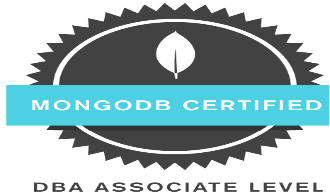 MONGODB CERTIFIED
DBA ASSOCIATE LEVEL